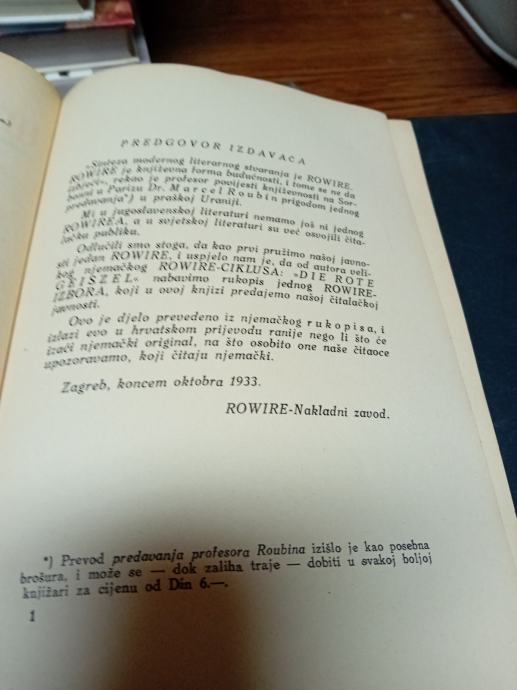 PREDGOVOR IZDAVAČA
„Sinteza modernog literarnog stvaranja je ROWIRE.
ROWIRE je književna forma budućnosti, i tome se ne da
izbjeći«, rekao je profesor povijesti književnosti na Sor-
boni u Parizu Dr. Marcel Roubin prigodom jednog
predavanja*) u praškoj Uraniji.
Mi u jugoslavenskoj literaturi nemamo još ni jednog
ROWIREA, a u svjetskoj literaturi su već osvojili čita-
lačku publiku.
Odlučili smo stoga, da kao prvi pružimo našoj javno-
sti jedan ROWIRE, i uspjelo nam je, da od autora veli-
kog njemačkog ROWIRE-CIKLUSA: »DIE ROTE
GEISZEL« nabavimo rukopis jednog ROWIRE-
IZBORA, koji u ovoj knjizi predajemo našoj čitalačkoj
javnosti.
Ovo je djelo prevedeno iz njemačkog rukopisa, i
izlazi evo u hrvatskom prijevodu ranije nego li što će
izaći njemački original, na što osobito one naše čitaoce
upozoravamo, koji čitaju njemački.
Zagreb, koncem oktobra 1933.
ROWIRE-Nakladni zavod.
*) Prevod predavanja profesora Roubina izišlo je kao posebna
brošura, i može se — dok zaliha traje — dobiti u svakoj boljoj
knjižari za cijenu od Din 6.—.
1